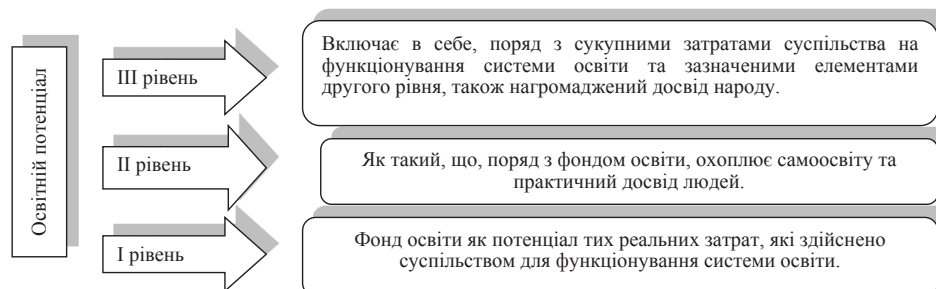 Освітній потенціал
III рівень
Включає в себе, поряд з сукупними затратами суспільства на
функціонування системи освіти та зазначеними елементами
другого рівня, також нагромаджений досвід народу.
II рівень
Як такий, що, поряд з фондом освіти, охоплює самоосвіту та
практичний досвід людей.
I рівень
Фонд освіти як потенціал тих реальних затрат, які здійснено
суспільством для функціонування системи освіти.